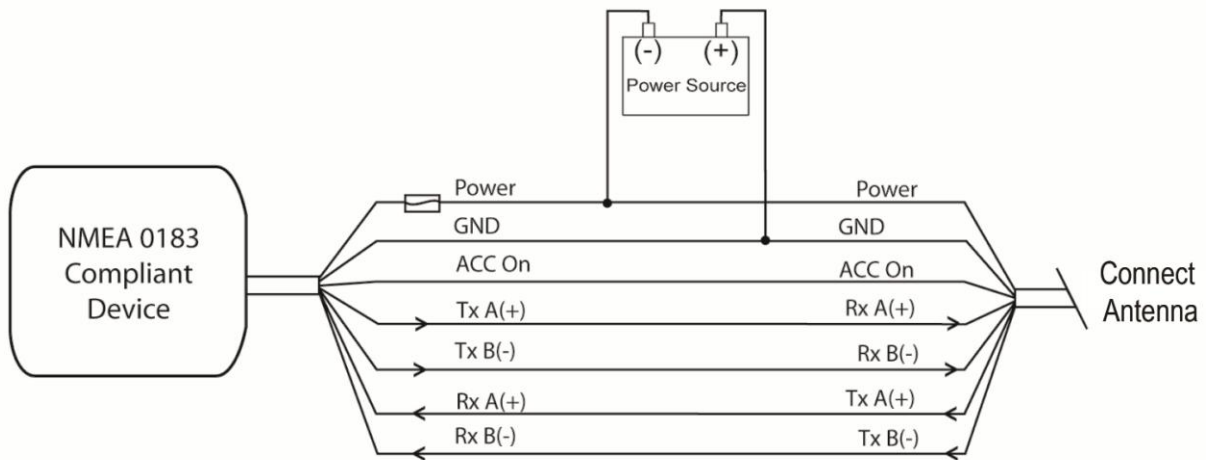 (-) (+)
Power Source
NMEA 0183
Compliant
Device
Power Power
GND GND
ACC On ACC On
Tx A(+) Rx A(+)
Tx B(-) Rx B(-)
Rx A(+) Tx A(+)
Rx B(-) Tx B(-)
Connect
Antenna